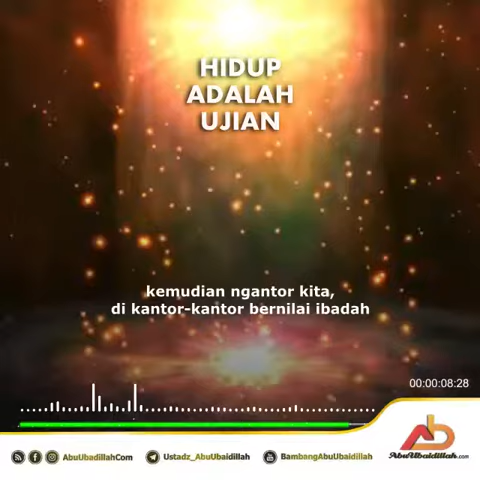 HIDUP
ADALAH
UJIAN
kemudian ngantor kita,
di kantor-kantor bernilai ibadah
00:00:08:28
AbuUbadillahCom
Ustadz_AbuUbaidillah
BambangAbuUbaidillah
AbuUbaidillah.com